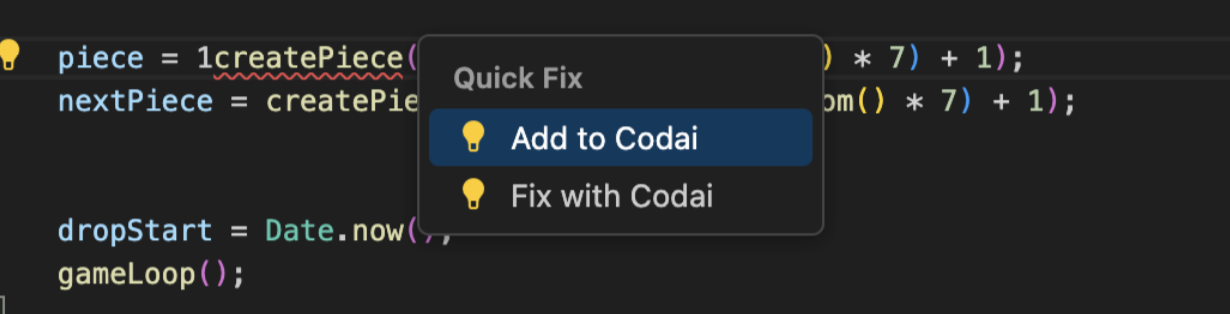 piece = 1createPiece( ) * 7) + 1);
Quick Fix
nextPiece = createPie om() * 7) + 1);
Add to Codai
Fix with Codai
dropStart = Date.now();
gameLoop();